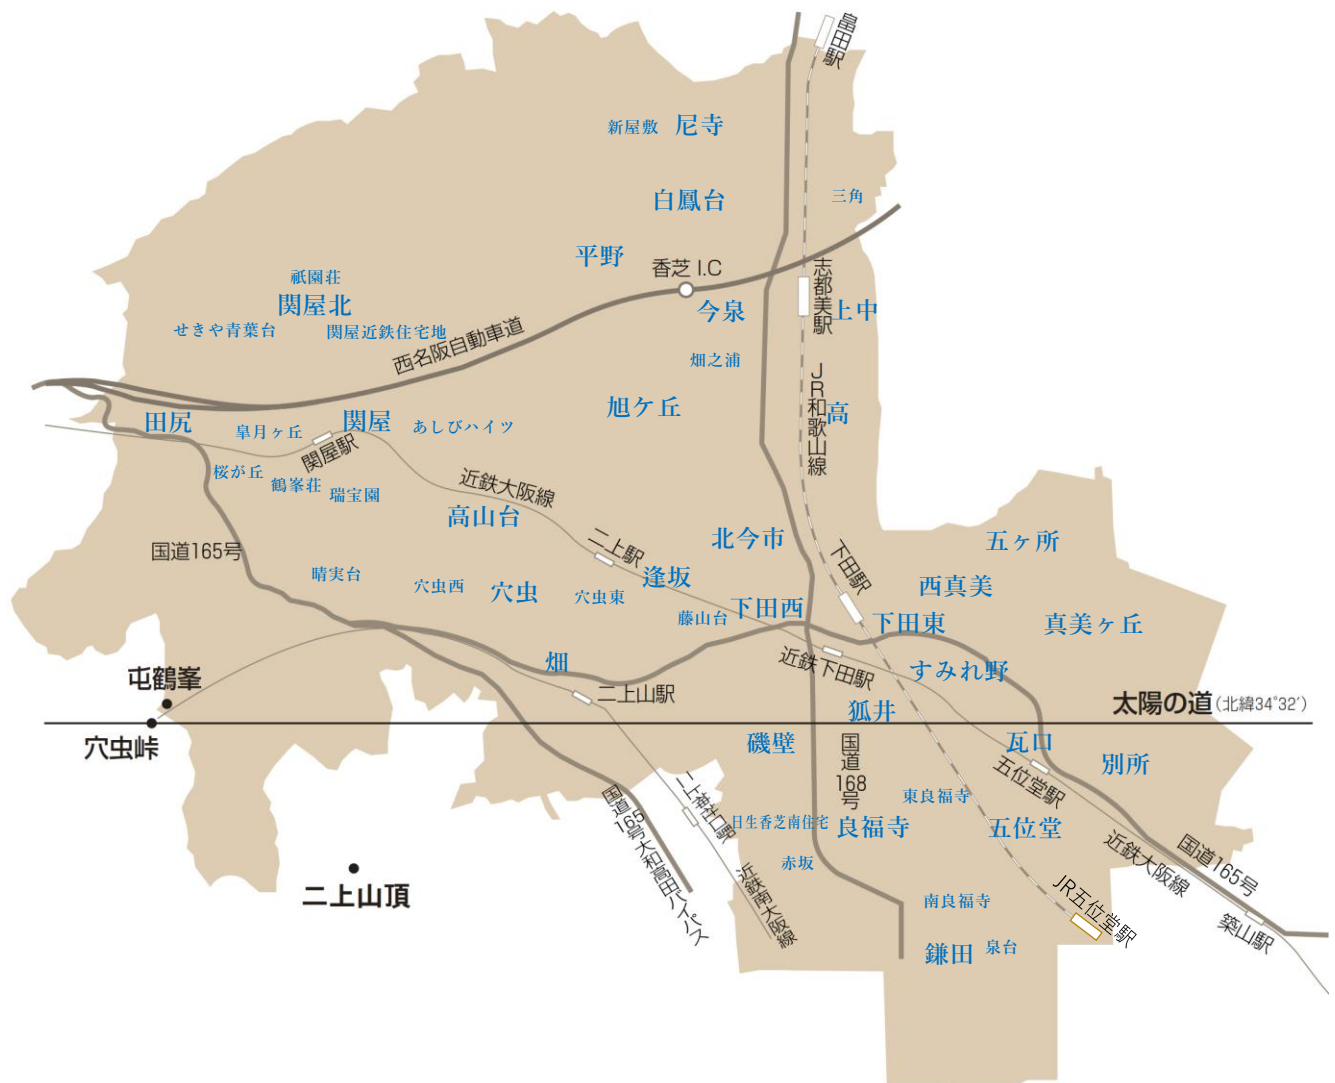 畠田駅
新屋敷 尼寺
白鳳台
三角
平野
香芝 I.C
志都美駅
祇園荘
関屋北
今泉
上中
せきや青葉台
関屋近鉄住宅地
西名阪自動車道
畑之浦
JR和歌山線
旭ケ丘
高
田尻
皐月ヶ丘
関屋
あしびハイツ
関屋駅
桜が丘
鶴峯荘
瑞宝園
近鉄大阪線
高山台
北今市
五ヶ所
国道165号
二上駅
下田駅
晴実台
穴虫西
穴虫
穴虫東
逢坂
西真美
藤山台
下田西
下田東
真美ヶ丘
畑
近鉄下田駅
すみれ野
屯鶴峯
二上山駅
太陽の道(北緯34°32′)
狐井
穴虫峠
磯壁
国道168号
瓦口
別所
五位堂駅
国道165号大和高田バイパス
二上神社口駅
東良福寺
日生香芝南住宅
良福寺
五位堂
近鉄大阪線
国道165号
赤坂
二上山頂
近鉄南大阪線
南良福寺
JR五位堂駅
築山駅
鎌田
泉台